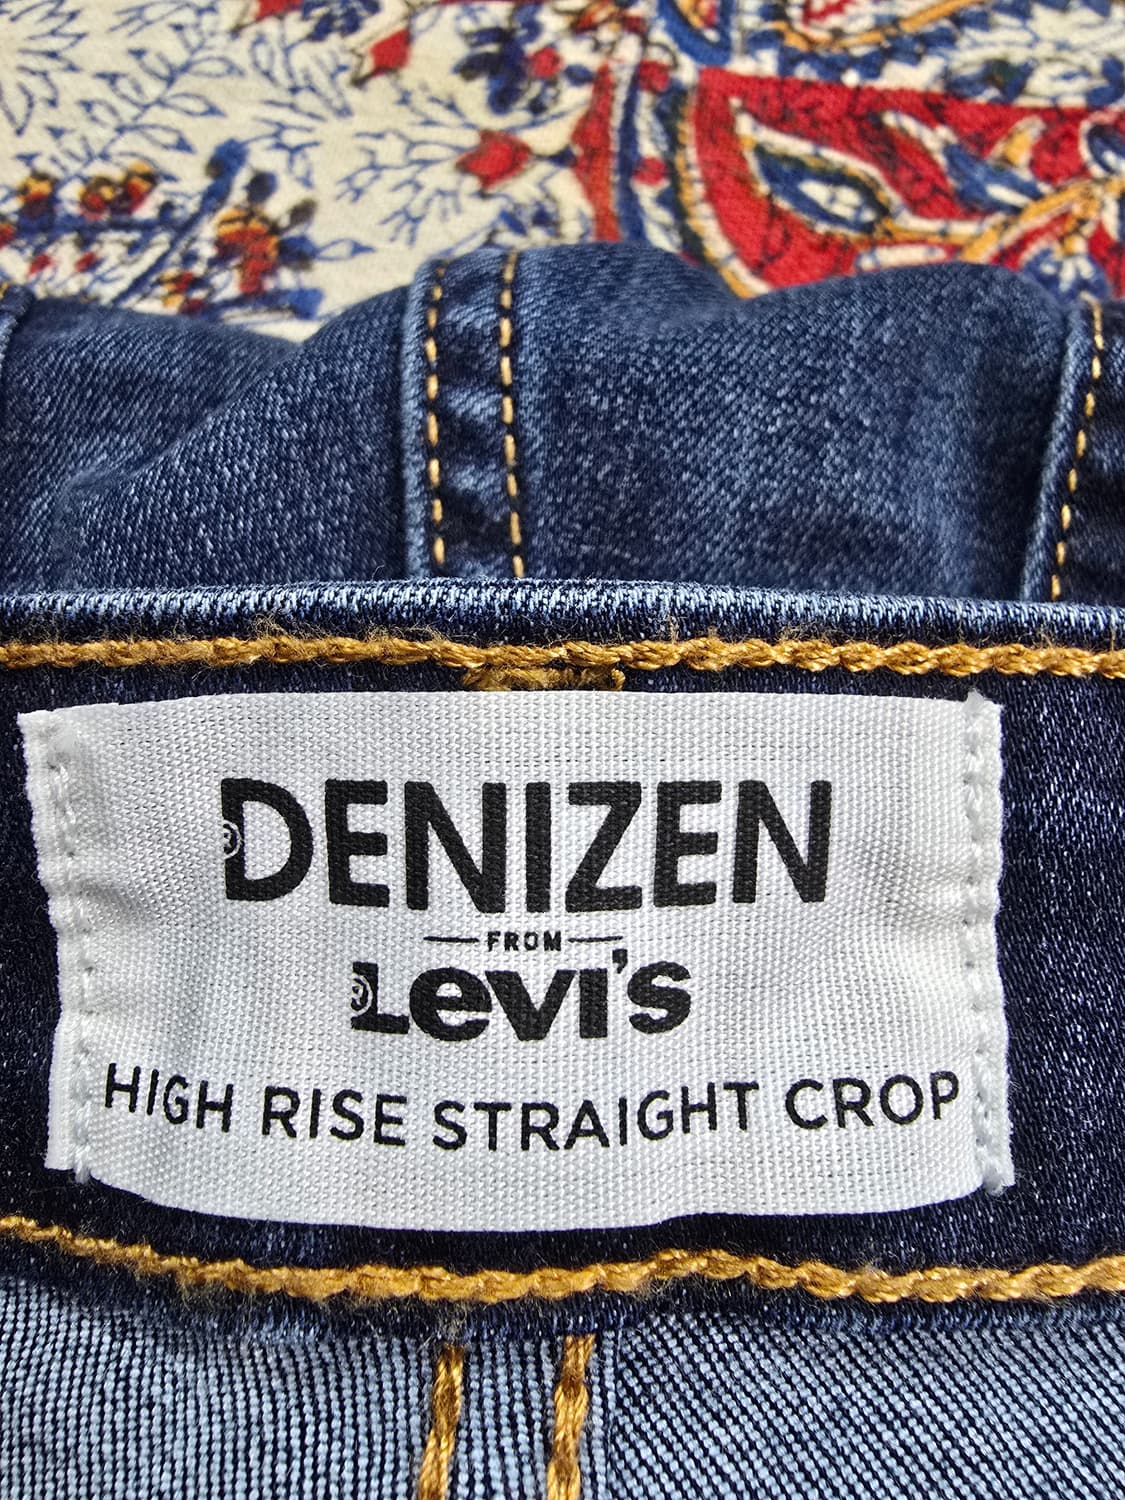 DENIZEN®
FROM
Levi's®
HIGH RISE STRAIGHT CROP